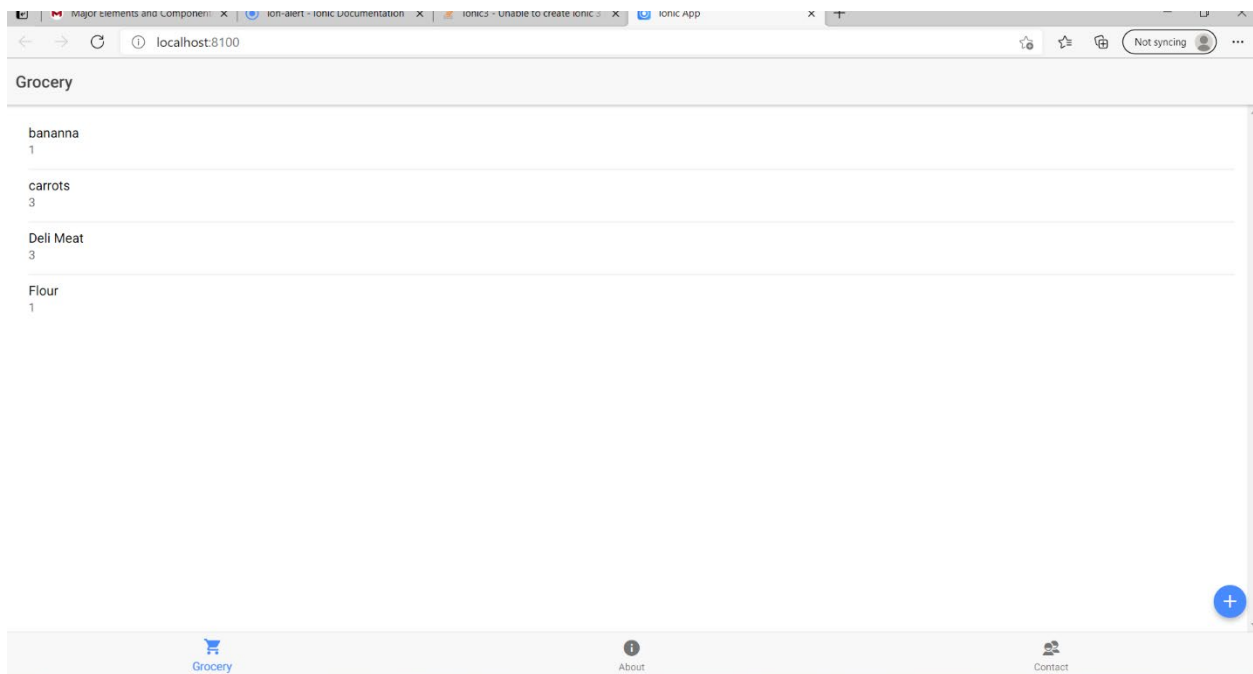 Major Elements and Component
ion-alert - Ionic Documentation
ionic3 - Unable to create ionic 3
Ionic App
localhost:8100
Not syncing
Grocery
bananna
1
carrots
3
Deli Meat
3
Flour
1
Grocery
About
Contact